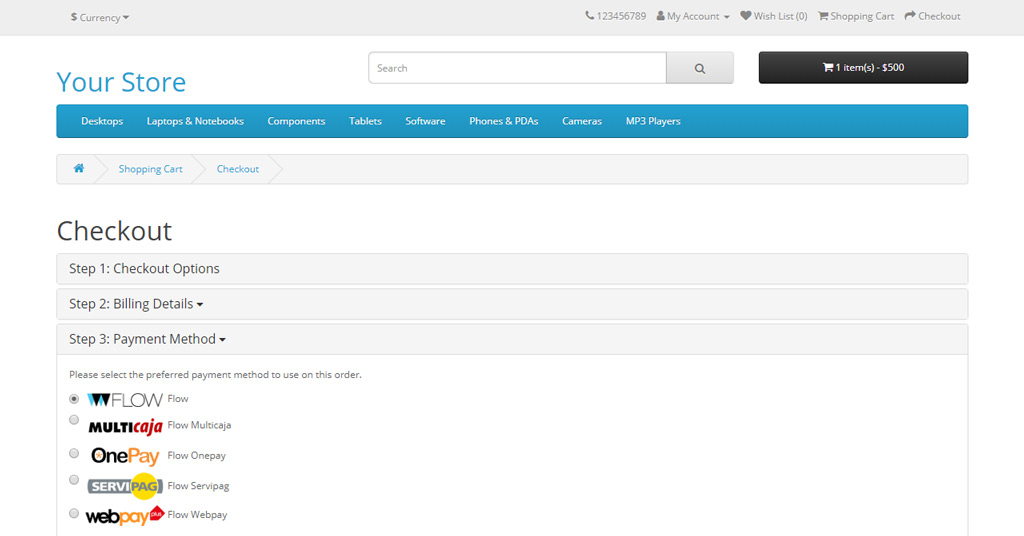 $ Currency
123456789 My Account Wish List (0) Shopping Cart Checkout
Your Store
Search
1 item(s) - $500
Desktops Laptops & Notebooks Components Tablets Software Phones & PDAs Cameras MP3 Players
Shopping Cart Checkout
Checkout
Step 1: Checkout Options
Step 2: Billing Details
Step 3: Payment Method
Please select the preferred payment method to use on this order.
FLOW Flow
MULTICaja Flow Multicaja
OnePay Flow Onepay
SERVIPAG Flow Servipag
webpay plus Flow Webpay